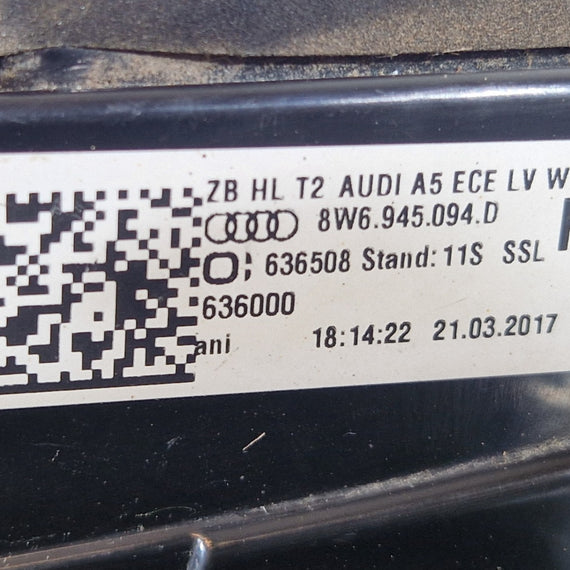 ZB HL T2 AUDI A5 ECE LV W
8W6.945.094.D
636508 Stand: 11S SSL
636000
ani 18:14:22 21.03.2017